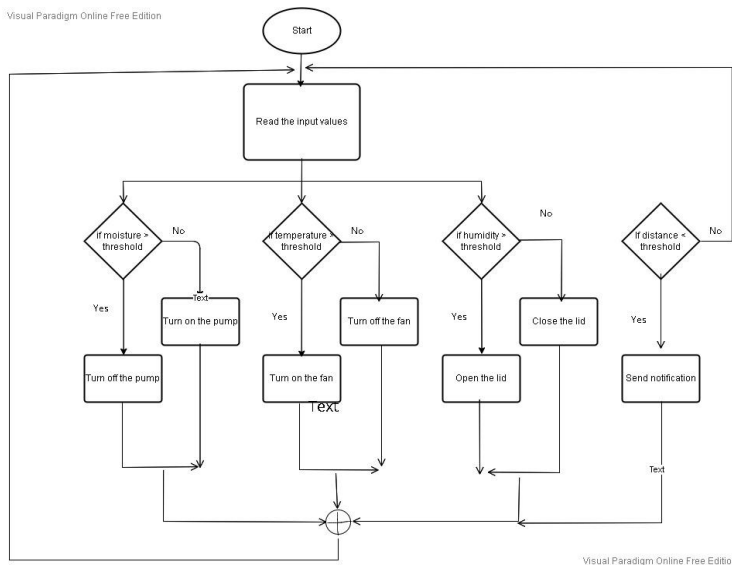 Visual Paradigm Online Free Edition
Start
Read the input values
if moisture >
threshold
No
if temperature >
threshold
No
if humidity >
threshold
No
If distance <
threshold
No
Yes
Text
Turn on the pump
Yes
Turn off the fan
Yes
Close the lid
Yes
Turn off the pump
Turn on the fan
Open the lid
Send notification
Text
Text
Visual Paradigm Online Free Editio